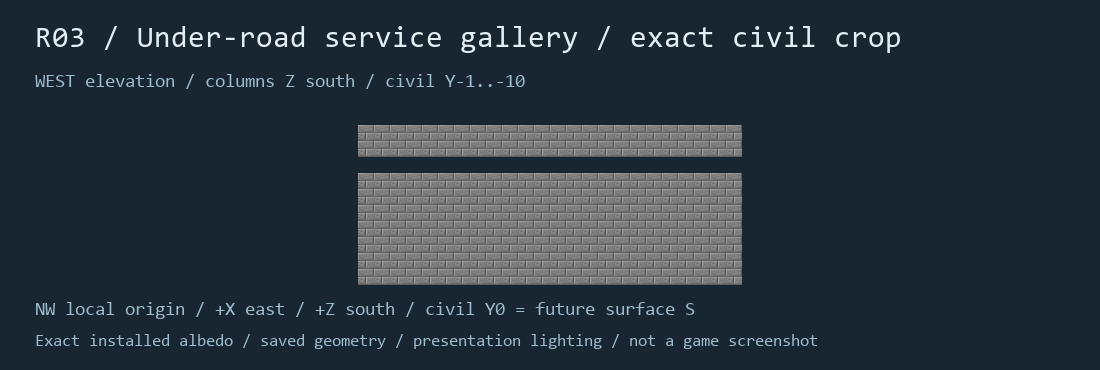 R03 / Under-road service gallery / exact civil crop
WEST elevation / columns Z south / civil Y-1..-10
NW local origin / +X east / +Z south / civil Y0 = future surface S
Exact installed albedo / saved geometry / presentation lighting / not a game screenshot